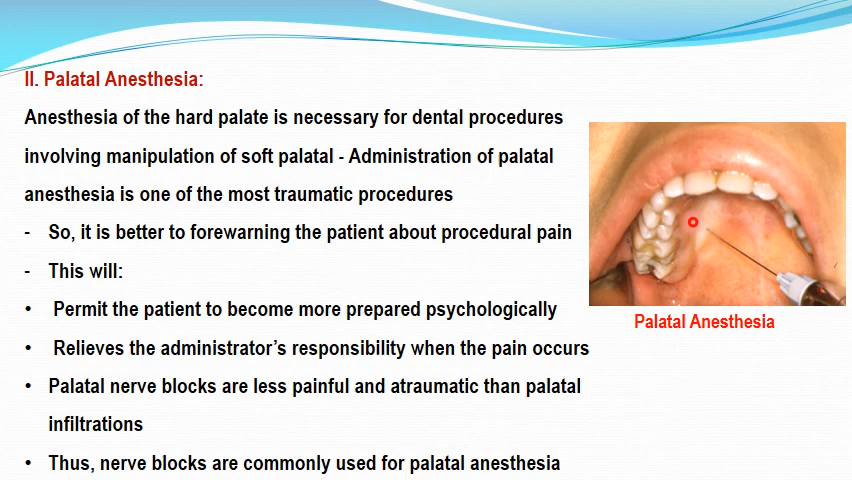 II. Palatal Anesthesia:
Anesthesia of the hard palate is necessary for dental procedures
involving manipulation of soft palatal - Administration of palatal
anesthesia is one of the most traumatic procedures
- So, it is better to forewarning the patient about procedural pain
- This will:
• Permit the patient to become more prepared psychologically
• Relieves the administrator’s responsibility when the pain occurs
• Palatal nerve blocks are less painful and atraumatic than palatal
infiltrations
• Thus, nerve blocks are commonly used for palatal anesthesia
Palatal Anesthesia